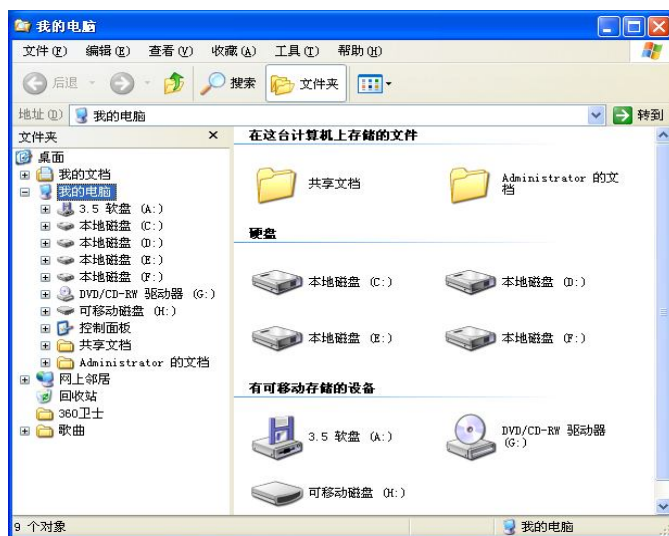 我的电脑
文件(F) 编辑(E) 查看(V) 收藏(A) 工具(T) 帮助(H)
后退 搜索 文件夹
地址(D) 我的电脑 转到
文件夹 ×
桌面
我的文档
我的电脑
3.5 软盘 (A:)
本地磁盘 (C:)
本地磁盘 (D:)
本地磁盘 (E:)
本地磁盘 (F:)
DVD/CD-RW 驱动器 (G:)
可移动磁盘 (H:)
控制面板
共享文档
Administrator 的文档
网上邻居
回收站
360卫士
歌曲
在这台计算机上存储的文件
共享文档
Administrator 的文
档
硬盘
本地磁盘 (C:) 本地磁盘 (D:)
本地磁盘 (E:) 本地磁盘 (F:)
有可移动存储的设备
3.5 软盘 (A:)
DVD/CD-RW 驱动器
(G:)
可移动磁盘 (H:)
9 个对象 我的电脑